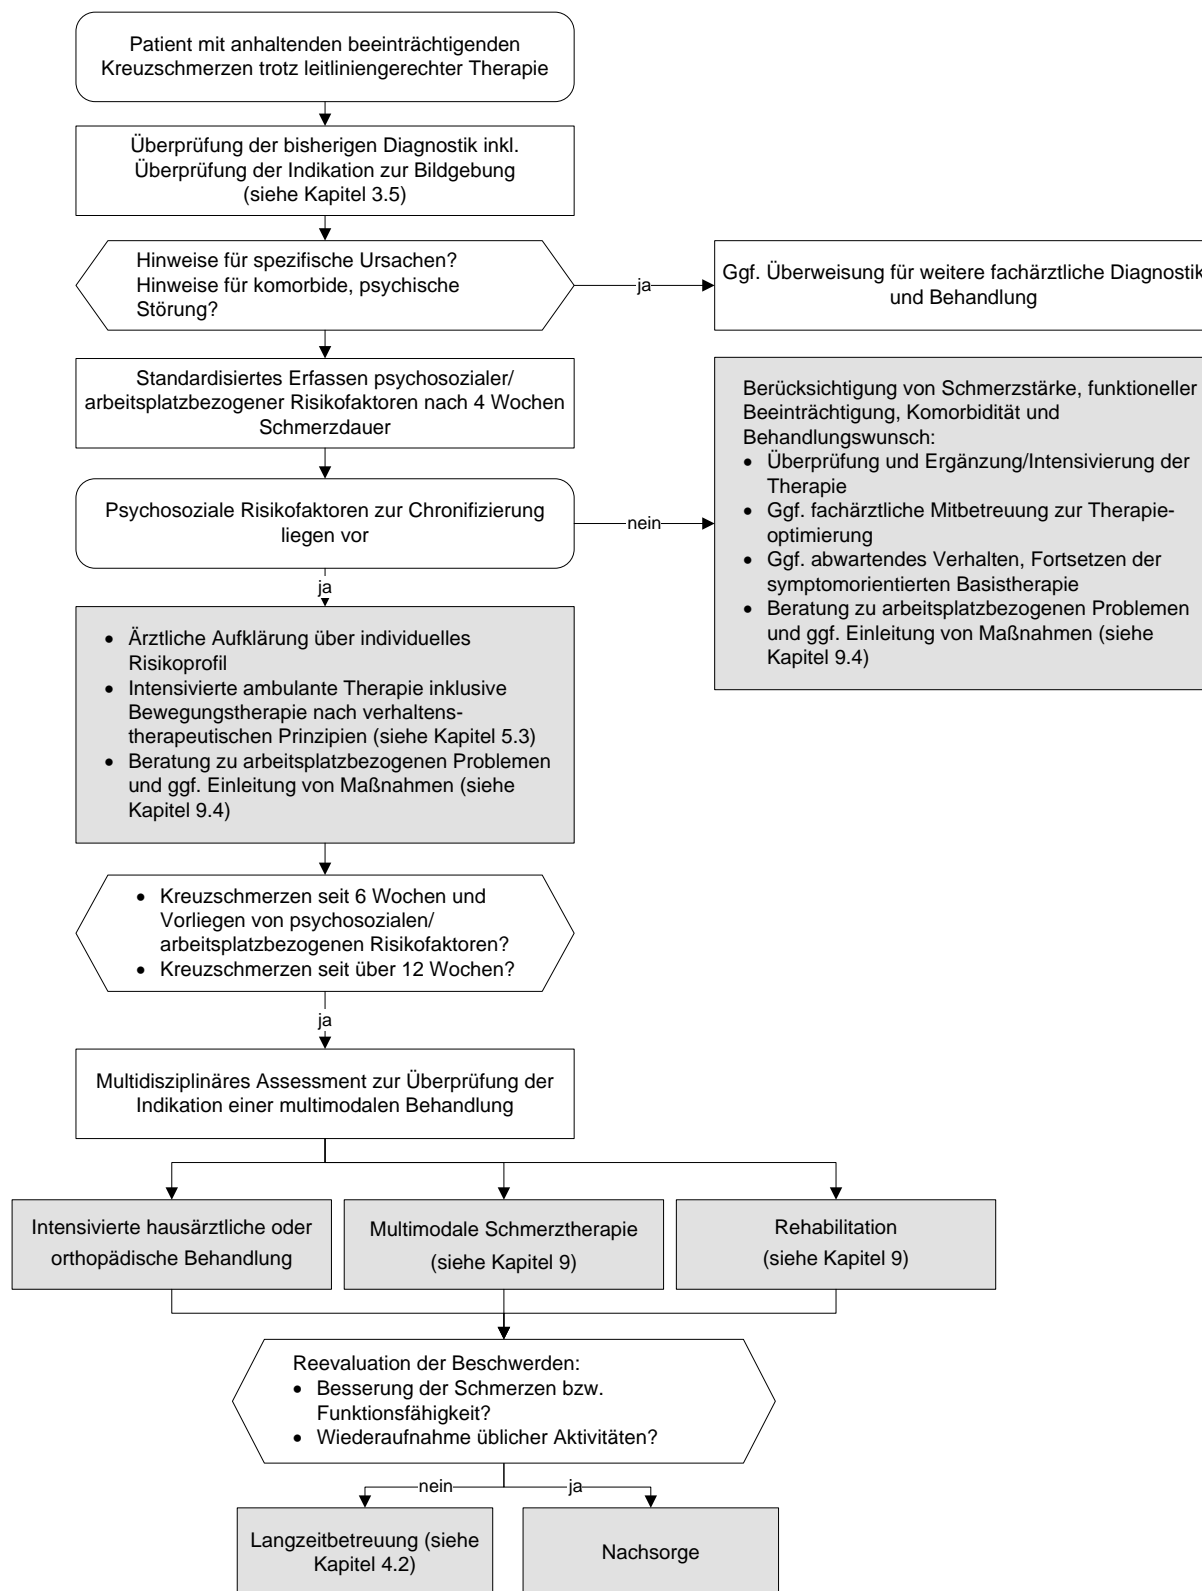 Patient mit anhaltenden beeinträchtigenden
Kreuzschmerzen trotz leitliniengerechter Therapie
Überprüfung der bisherigen Diagnostik inkl.
Überprüfung der Indikation zur Bildgebung
(siehe Kapitel 3.5)
Hinweise für spezifische Ursachen?
Hinweise für komorbide, psychische
Störung?
ja
Ggf. Überweisung für weitere fachärztliche Diagnostik
und Behandlung
Standardisiertes Erfassen psychosozialer/
arbeitsplatzbezogener Risikofaktoren nach 4 Wochen
Schmerzdauer
Psychosoziale Risikofaktoren zur Chronifizierung
liegen vor
nein
Berücksichtigung von Schmerzstärke, funktioneller
Beeinträchtigung, Komorbidität und
Behandlungswunsch:
• Überprüfung und Ergänzung/Intensivierung der
Therapie
• Ggf. fachärztliche Mitbetreuung zur Therapie-
optimierung
• Ggf. abwartendes Verhalten, Fortsetzen der
symptomorientierten Basistherapie
• Beratung zu arbeitsplatzbezogenen Problemen
und ggf. Einleitung von Maßnahmen (siehe
Kapitel 9.4)
ja
• Ärztliche Aufklärung über individuelles
Risikoprofil
• Intensivierte ambulante Therapie inklusive
Bewegungstherapie nach verhaltens-
therapeutischen Prinzipien (siehe Kapitel 5.3)
• Beratung zu arbeitsplatzbezogenen Problemen
und ggf. Einleitung von Maßnahmen (siehe
Kapitel 9.4)
• Kreuzschmerzen seit 6 Wochen und
Vorliegen von psychosozialen/
arbeitsplatzbezogenen Risikofaktoren?
• Kreuzschmerzen seit über 12 Wochen?
ja
Multidisziplinäres Assessment zur Überprüfung der
Indikation einer multimodalen Behandlung
Intensivierte hausärztliche oder
orthopädische Behandlung
Multimodale Schmerztherapie
(siehe Kapitel 9)
Rehabilitation
(siehe Kapitel 9)
Reevaluation der Beschwerden:
• Besserung der Schmerzen bzw.
Funktionsfähigkeit?
• Wiederaufnahme üblicher Aktivitäten?
nein
ja
Langzeitbetreuung (siehe
Kapitel 4.2)
Nachsorge